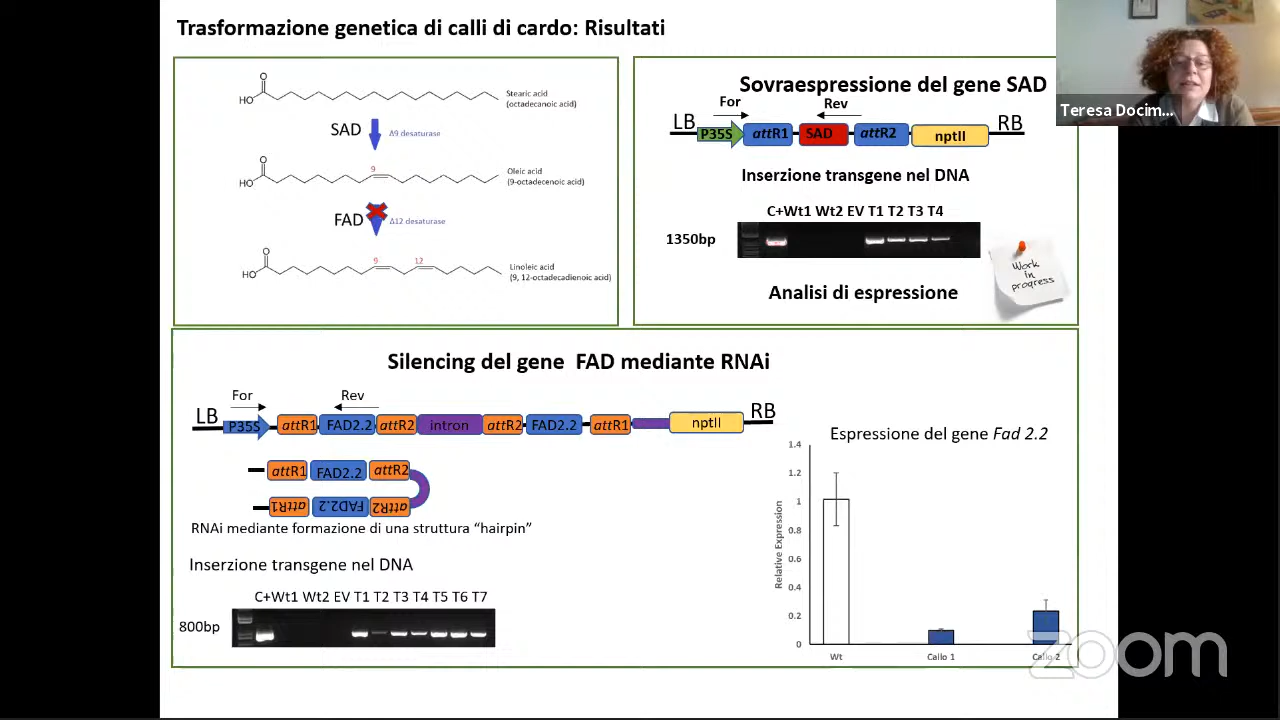 Trasformazione genetica di calli di cardo: Risultati
O
HO
Stearic acid
(octadecanoic acid)
SAD
Δ9 desaturase
O
HO
9
Oleic acid
(9-octadecenoic acid)
FAD
Δ12 desaturase
O
HO
9
12
Linoleic acid
(9, 12-octadecadienoic acid)
Sovraespressione del gene SAD
For
Rev
LB
P35S
attR1
SAD
attR2
nptII
RB
Inserzione transgene nel DNA
C+Wt1 Wt2 EV T1 T2 T3 T4
1350bp
Work
in
progress
Analisi di espressione
Teresa Docim...
Silencing del gene FAD mediante RNAi
For
Rev
LB
P35S
attR1
FAD2.2
attR2
intron
attR2
FAD2.2
attR1
nptII
RB
attR1
FAD2.2
attR2
attR1
FAD2.2
attR2
RNAi mediante formazione di una struttura “hairpin”
Inserzione transgene nel DNA
C+Wt1 Wt2 EV T1 T2 T3 T4 T5 T6 T7
800bp
Espressione del gene Fad 2.2
Relative Expression
1.4
1.2
1
0.8
0.6
0.4
0.2
0
Wt
Callo 1
Callo 2
zoom